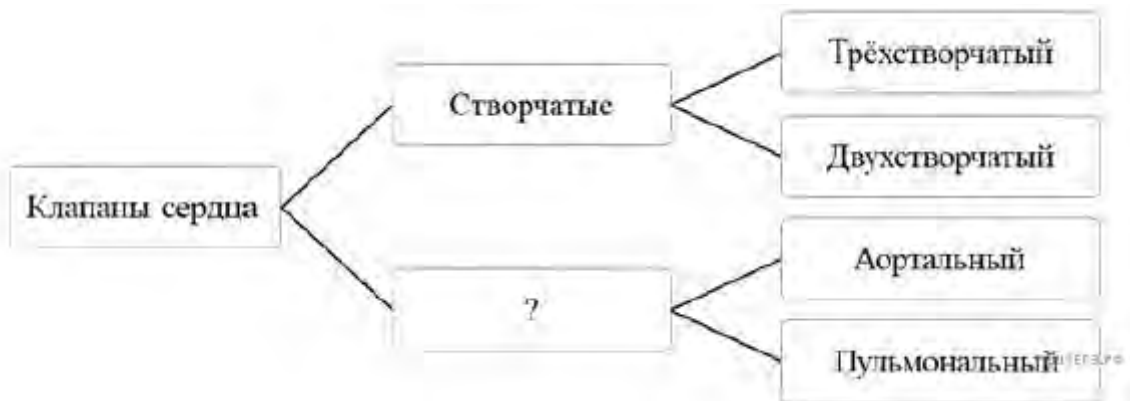 Клапаны сердца
Створчатые
Трёхстворчатый
Двухстворчатый
?
Аортальный
Пульмональный